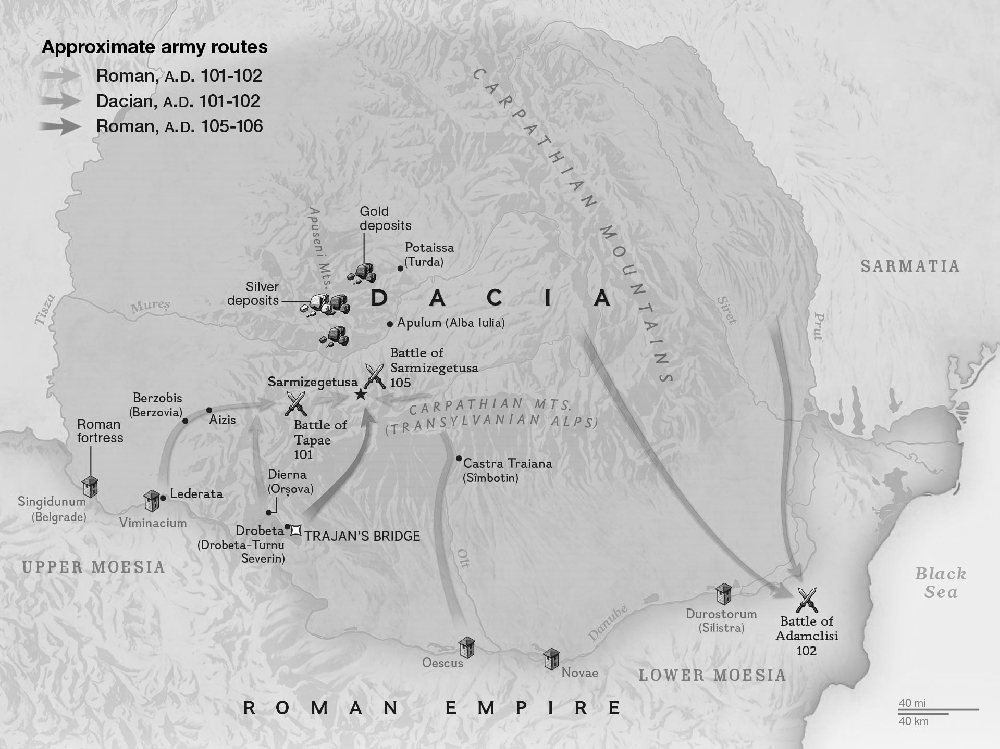 Approximate army routes
Roman, A.D. 101-102
Dacian, A.D. 101-102
Roman, A.D. 105-106
CARPATHIAN MOUNTAINS
Gold
deposits
Apuseni Mts.
Potaissa
(Turda)
SARMATIA
Silver
deposits
DACIA
Tisza
Mureș
Siret
Prut
Apulum (Alba Iulia)
Battle of
Sarmizegetusa
105
Sarmizegetusa
Berzobis
(Berzovia)
Aizis
CARPATHIAN MTS.
(TRANSYLVANIAN ALPS)
Roman
fortress
Battle of
Tapae
101
Castra Traiana
(Sîmbotin)
Dierna
(Orșova)
Lederata
Singidunum
(Belgrade)
Viminacium
Drobeta
(Drobeta-Turnu
Severin)
TRAJAN'S BRIDGE
UPPER MOESIA
Olt
Black
Sea
Danube
Durostorum
(Silistra)
Battle of
Adamclisi
102
Oescus
Novae
LOWER MOESIA
ROMAN EMPIRE
40 mi
40 km